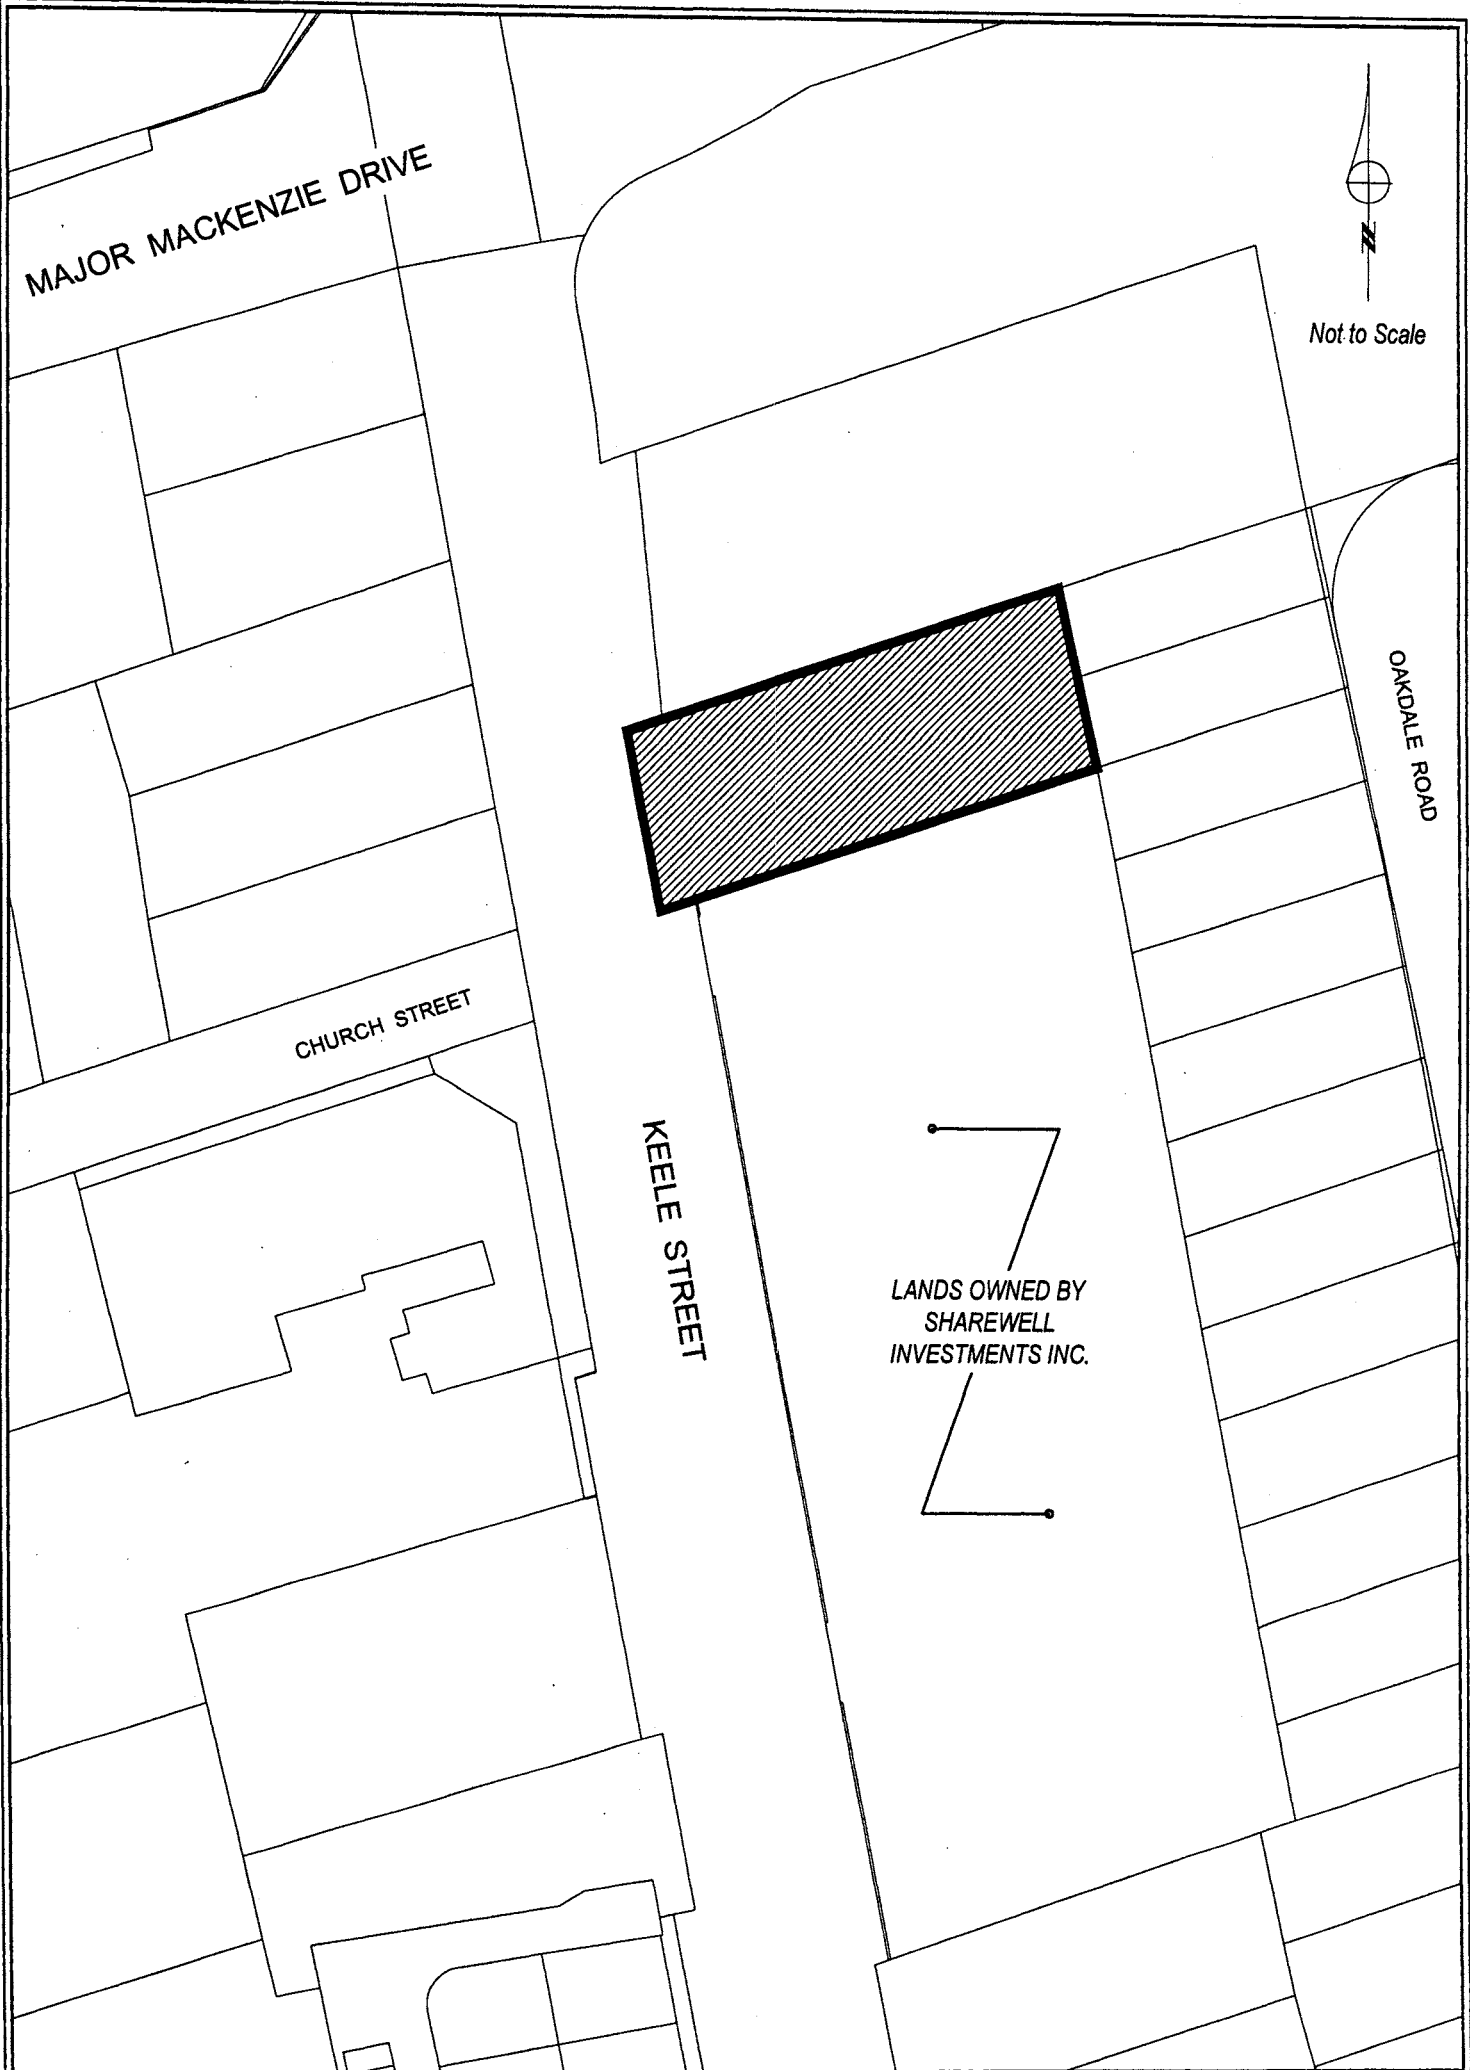 MAJOR MACKENZIE DRIVE
N
Not to Scale
OAKDALE ROAD
CHURCH STREET
KEELE STREET
LANDS OWNED BY
SHAREWELL
INVESTMENTS INC.